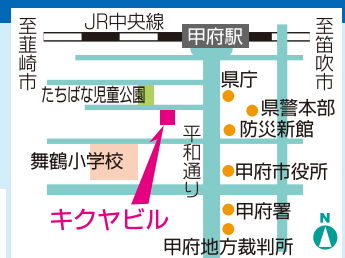 JR中央線
至韮崎市
甲府駅
至笛吹市
県庁
たちばな児童公園
県警本部
防災新館
平和通り
舞鶴小学校
甲府市役所
キクヤビル
甲府署
甲府地方裁判所
N